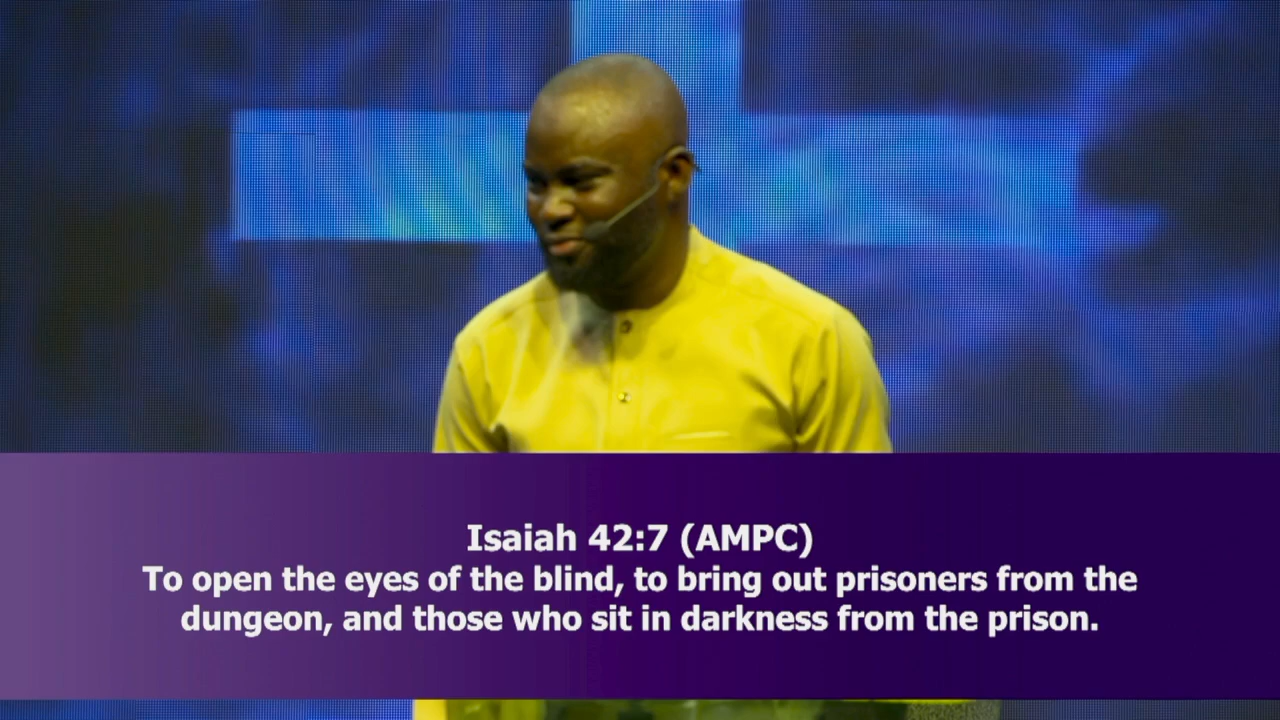 Isaiah 42:7 (AMPC)
To open the eyes of the blind, to bring out prisoners from the
dungeon, and those who sit in darkness from the prison.